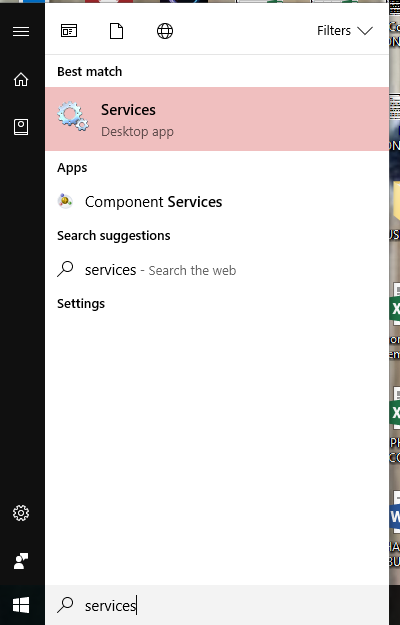 Filters
Best match
Services
Desktop app
Apps
Component Services
Search suggestions
services - Search the web
Settings
services